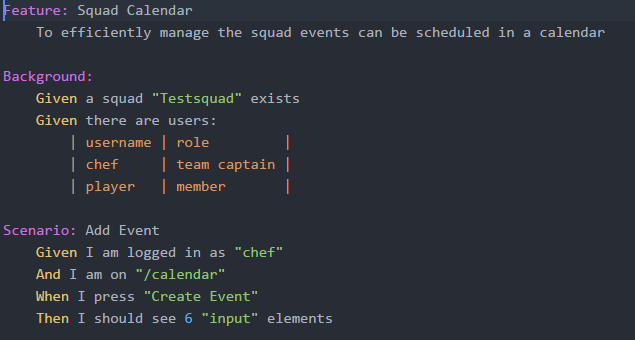 Feature: Squad Calendar
To efficiently manage the squad events can be scheduled in a calendar
Background:
Given a squad "Testsquad" exists
Given there are users:
| username | role |
| chef | team captain |
| player | member |
Scenario: Add Event
Given I am logged in as "chef"
And I am on "/calendar"
When I press "Create Event"
Then I should see 6 "input" elements